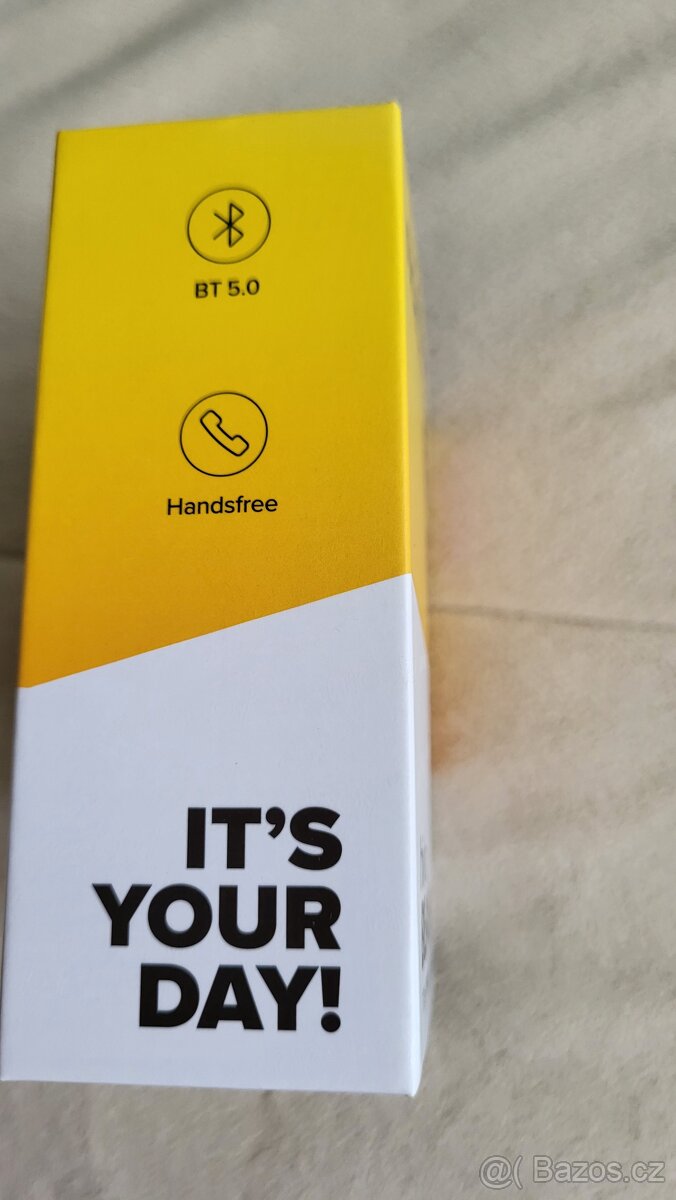 BT 5.0
Handsfree
IT'S
YOUR
DAY!
@( Bazos.cz